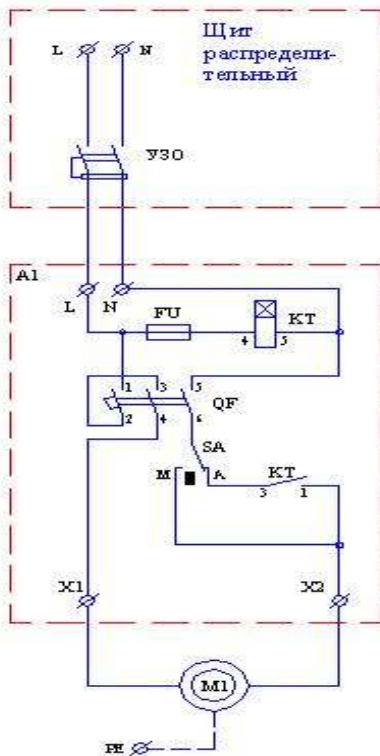 L N Щит
распредели-
тельный
УЗО
A1
L N FU KT
4 5
1 3 5
QF
2 4 6
SA
M A KT
3 1
X1 X2
M1
PE